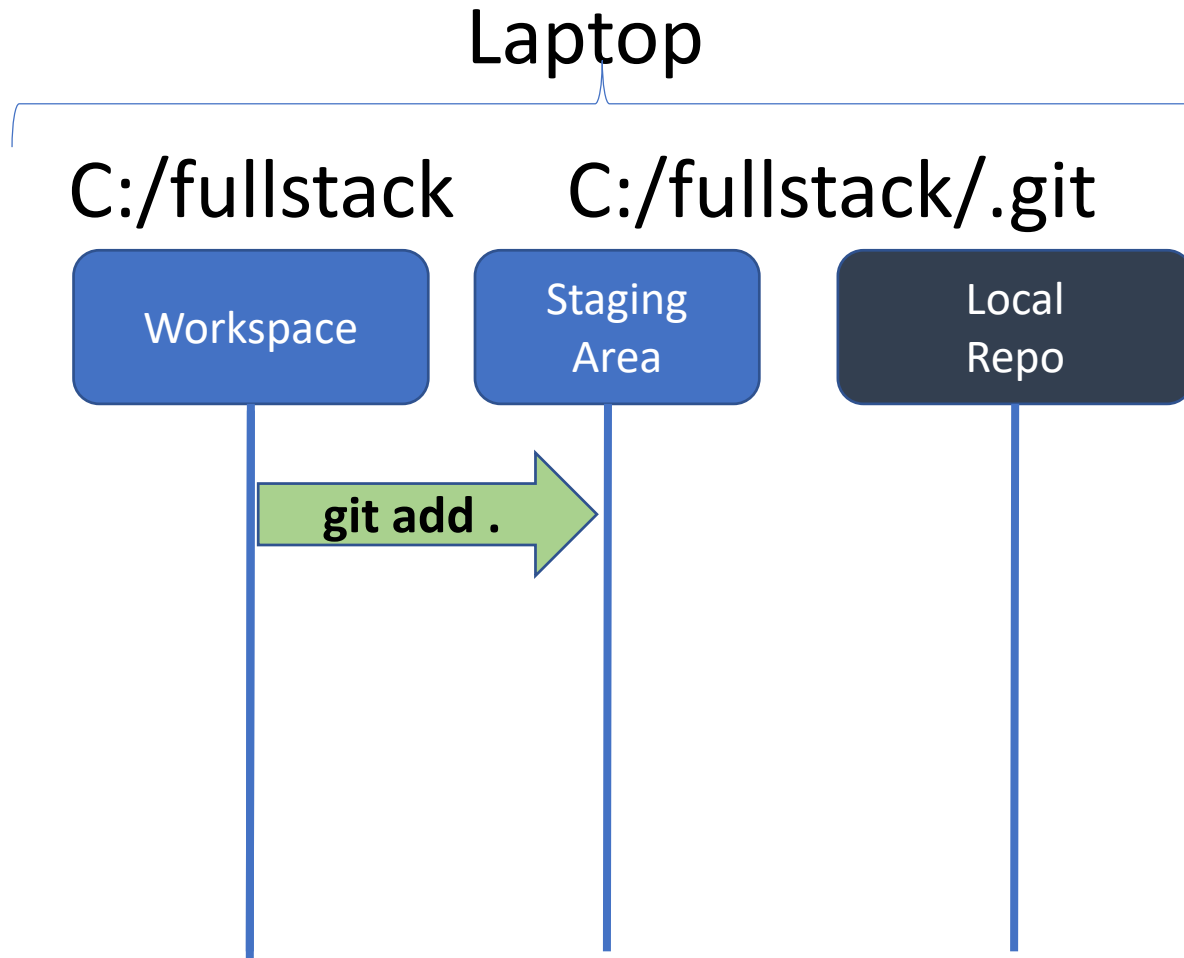 Laptop
C:/fullstack
C:/fullstack/.git
Workspace
Staging
Area
Local
Repo
git add .